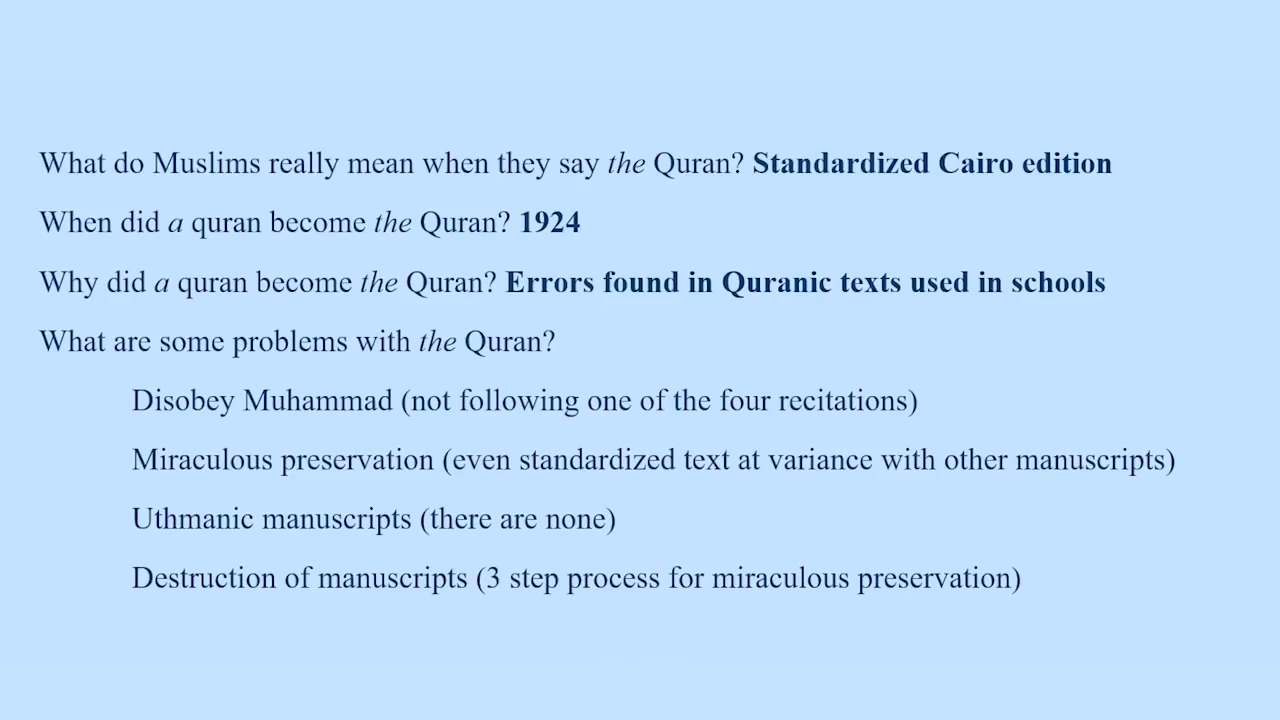 What do Muslims really mean when they say the Quran? Standardized Cairo edition
When did a quran become the Quran? 1924
Why did a quran become the Quran? Errors found in Quranic texts used in schools
What are some problems with the Quran?
Disobey Muhammad (not following one of the four recitations)
Miraculous preservation (even standardized text at variance with other manuscripts)
Uthmanic manuscripts (there are none)
Destruction of manuscripts (3 step process for miraculous preservation)